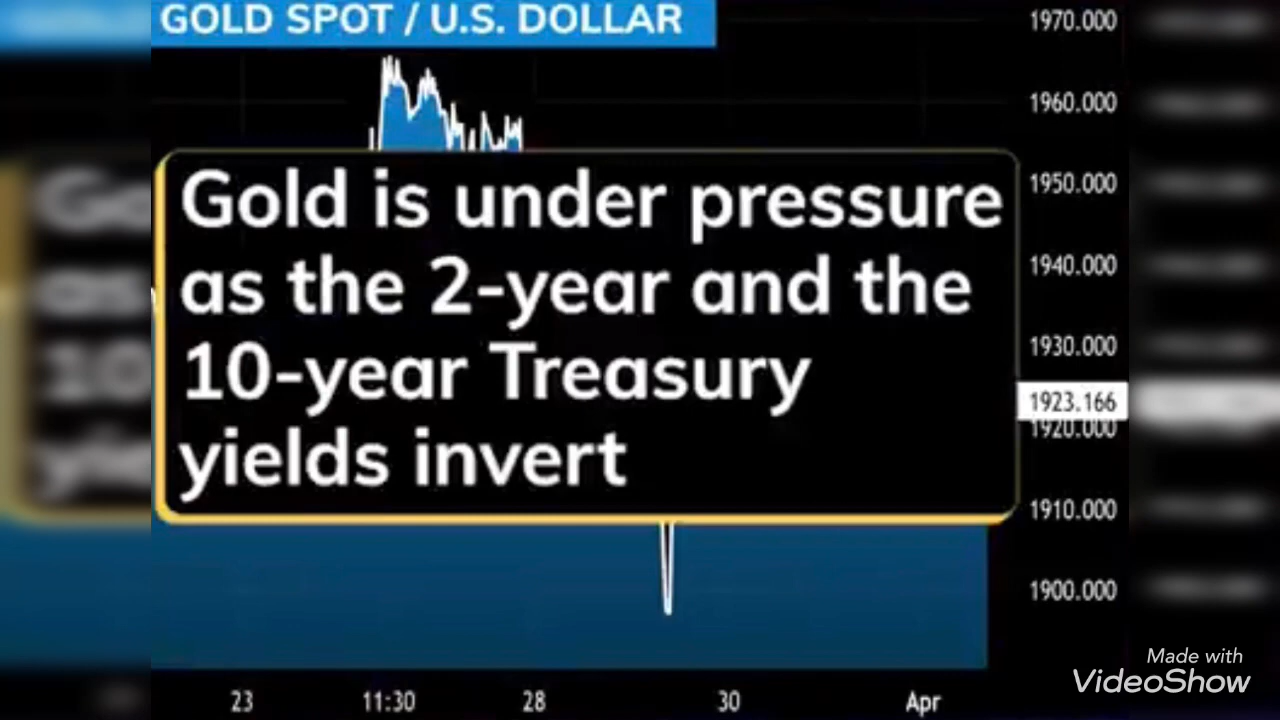 GOLD SPOT / U.S. DOLLAR
1970.000
1960.000
Gold is under pressure
as the 2-year and the
10-year Treasury
yields invert
1950.000
1940.000
1930.000
1923.166
1920.000
1910.000
1900.000
23
11:30
28
30
Apr
Made with
VideoShow